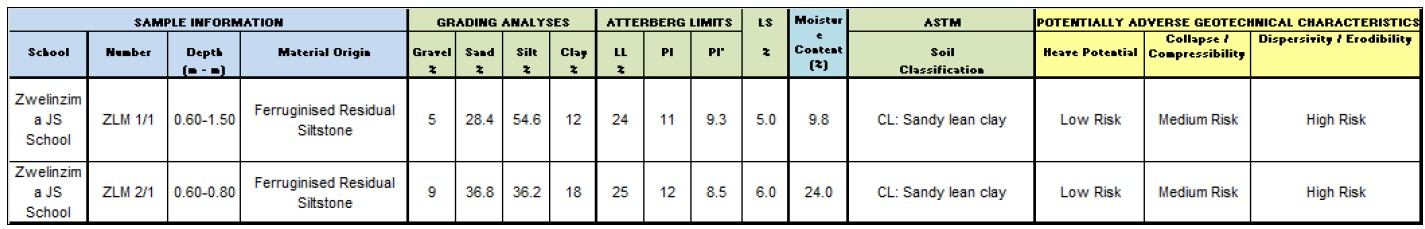 SAMPLE INFORMATION GRADING ANALYSES ATTERBERG LIMITS LS Moisture Content (%) ASTM POTENTIALLY ADVERSE GEOTECHNICAL CHARACTERISTICS
School Number Depth (m - m) Material Origin Gravel % Sand % Silt % Clay % LL % PI PI' % Soil Classification Heave Potential Collapse / Compressibility Dispersivity / Erodibility
Zwelinzima JS School ZLM 1/1 0.60-1.50 Ferruginised Residual Siltstone 5 28.4 54.6 12 24 11 9.3 5.0 9.8 CL: Sandy lean clay Low Risk Medium Risk High Risk
Zwelinzima JS School ZLM 2/1 0.60-0.80 Ferruginised Residual Siltstone 9 36.8 36.2 18 25 12 8.5 6.0 24.0 CL: Sandy lean clay Low Risk Medium Risk High Risk